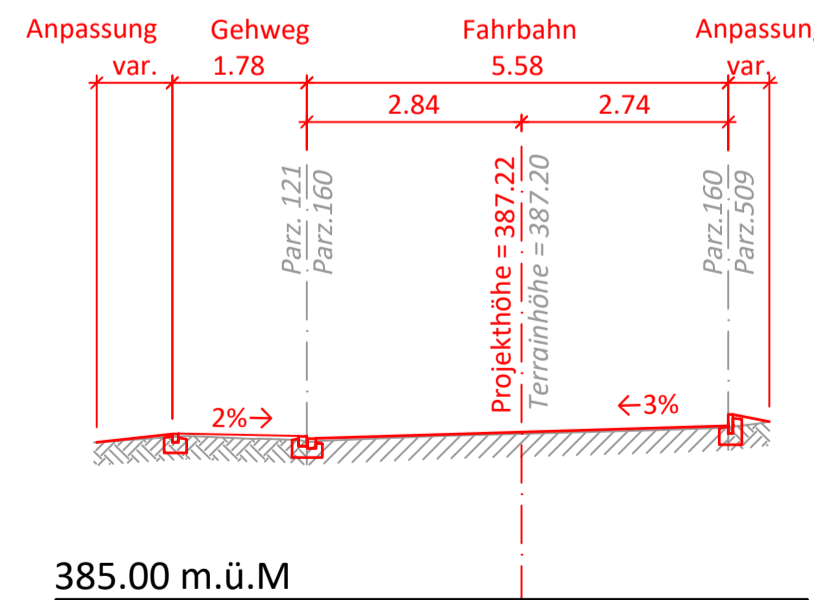 Anpassung Gehweg Fahrbahn Anpassung
var. 1.78 5.58 var.
2.84 2.74
Parz. 121
Parz.160
Projekthöhe = 387.22
Terrainhöhe = 387.20
Parz.160
Parz.509
2%→ ←3%
385.00 m.ü.M